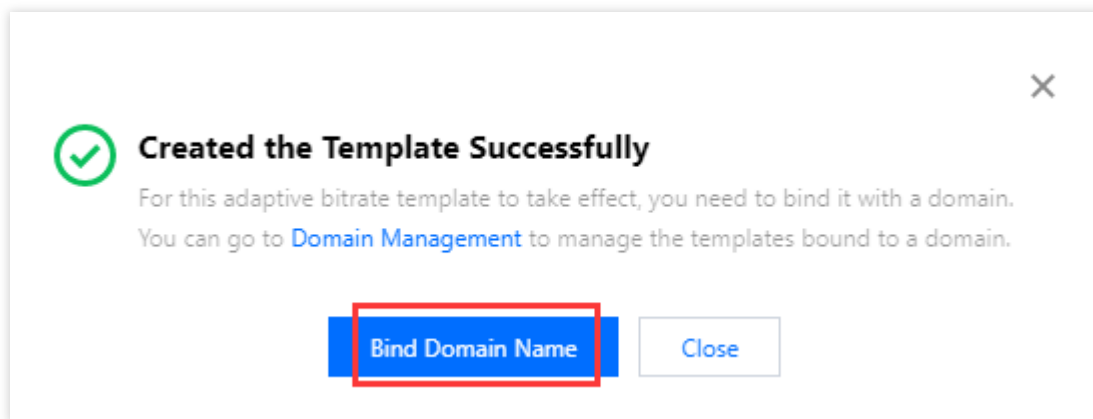 Created the Template Successfully
For this adaptive bitrate template to take effect, you need to bind it with a domain.
You can go to Domain Management to manage the templates bound to a domain.
Bind Domain Name
Close